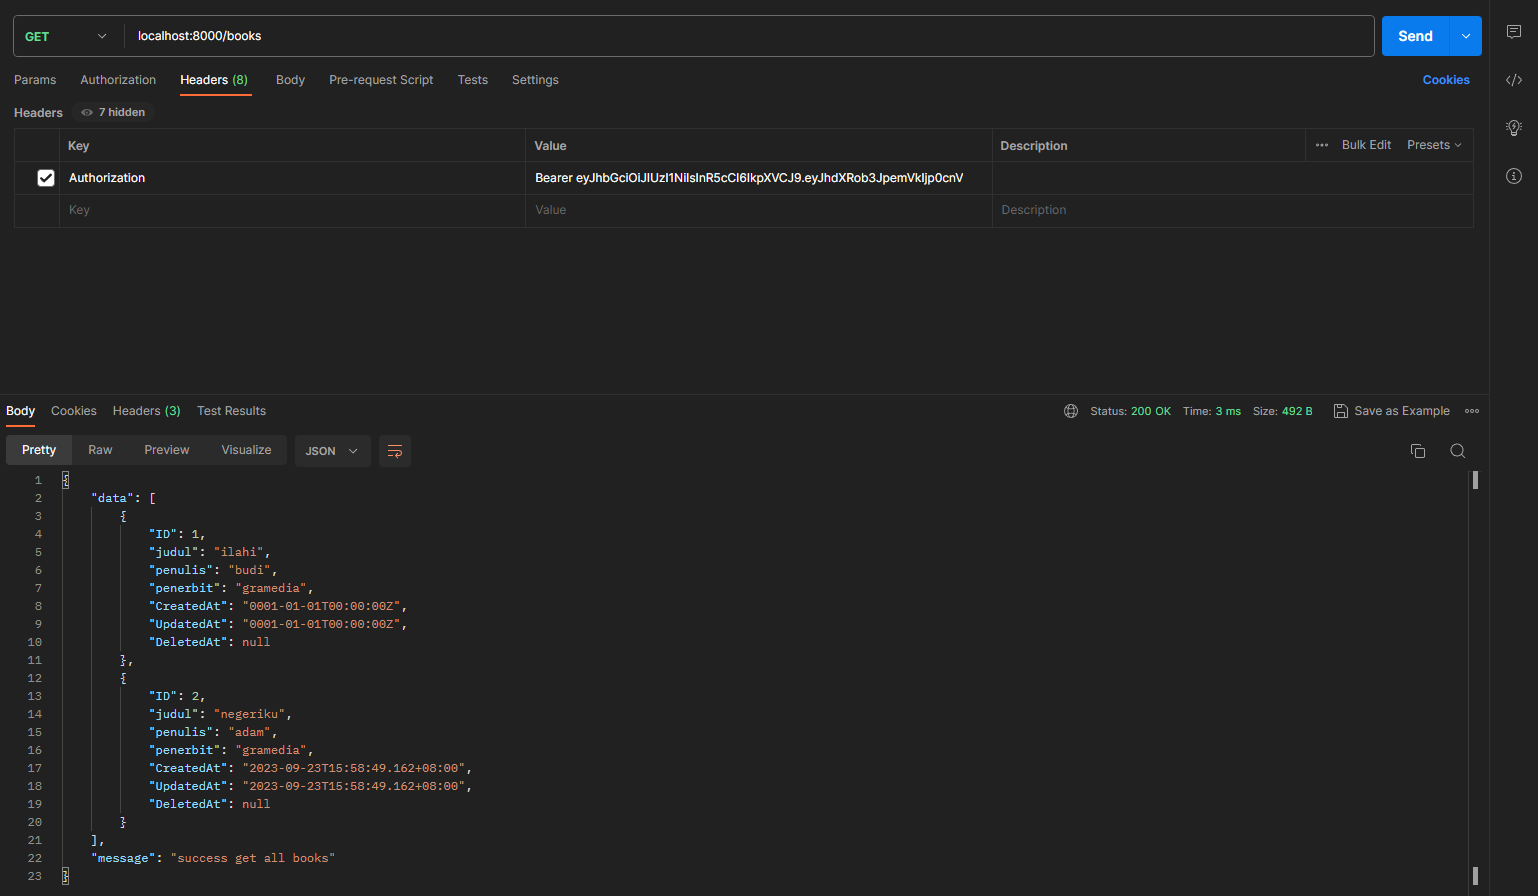 GET localhost:8000/books Send
Params Authorization Headers (8) Body Pre-request Script Tests Settings Cookies
Headers 7 hidden
Key Value Description Bulk Edit Presets
Authorization Bearer eyJhbGciOiJIUzI1NiIsInR5cCI6IkpXVCJ9.eyJhdXRob3JpemVkIjp0cnV
Key Value Description
Body Cookies Headers (3) Test Results Status: 200 OK Time: 3 ms Size: 492 B Save as Example
Pretty Raw Preview Visualize JSON
1 {
2 "data": [
3 {
4 "ID": 1,
5 "judul": "ilahi",
6 "penulis": "budi",
7 "penerbit": "gramedia",
8 "CreatedAt": "0001-01-01T00:00:00Z",
9 "UpdatedAt": "0001-01-01T00:00:00Z",
10 "DeletedAt": null
11 },
12 {
13 "ID": 2,
14 "judul": "negeriku",
15 "penulis": "adam",
16 "penerbit": "gramedia",
17 "CreatedAt": "2023-09-23T15:58:49.162+08:00",
18 "UpdatedAt": "2023-09-23T15:58:49.162+08:00",
19 "DeletedAt": null
20 }
21 ],
22 "message": "success get all books"
23 }